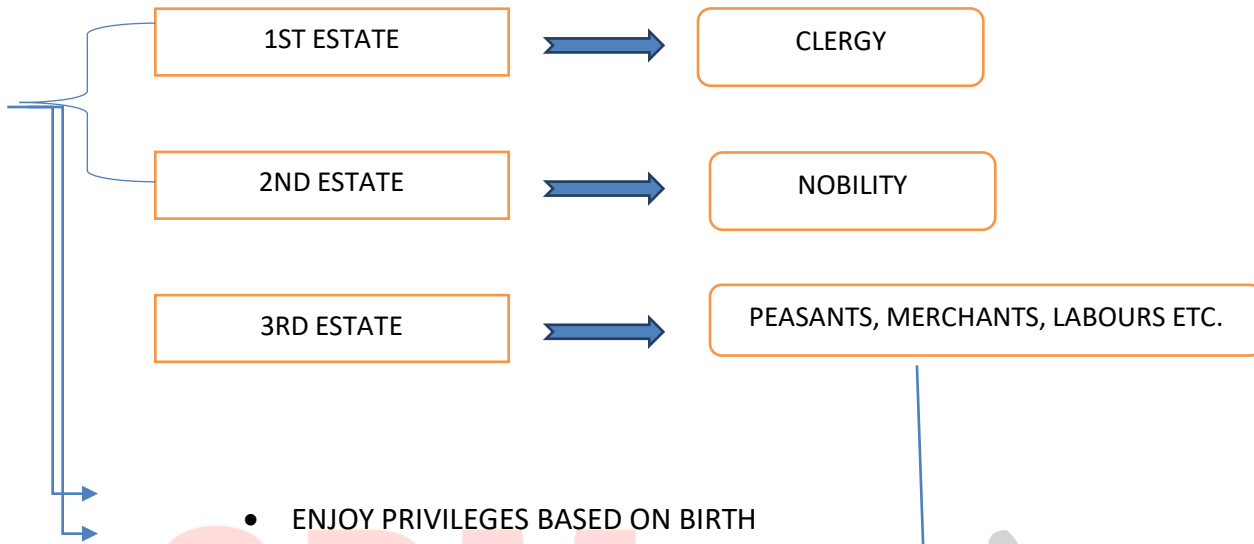 1ST ESTATE
CLERGY
2ND ESTATE
NOBILITY
3RD ESTATE
PEASANTS, MERCHANTS, LABOURS ETC.
• ENJOY PRIVILEGES BASED ON BIRTH